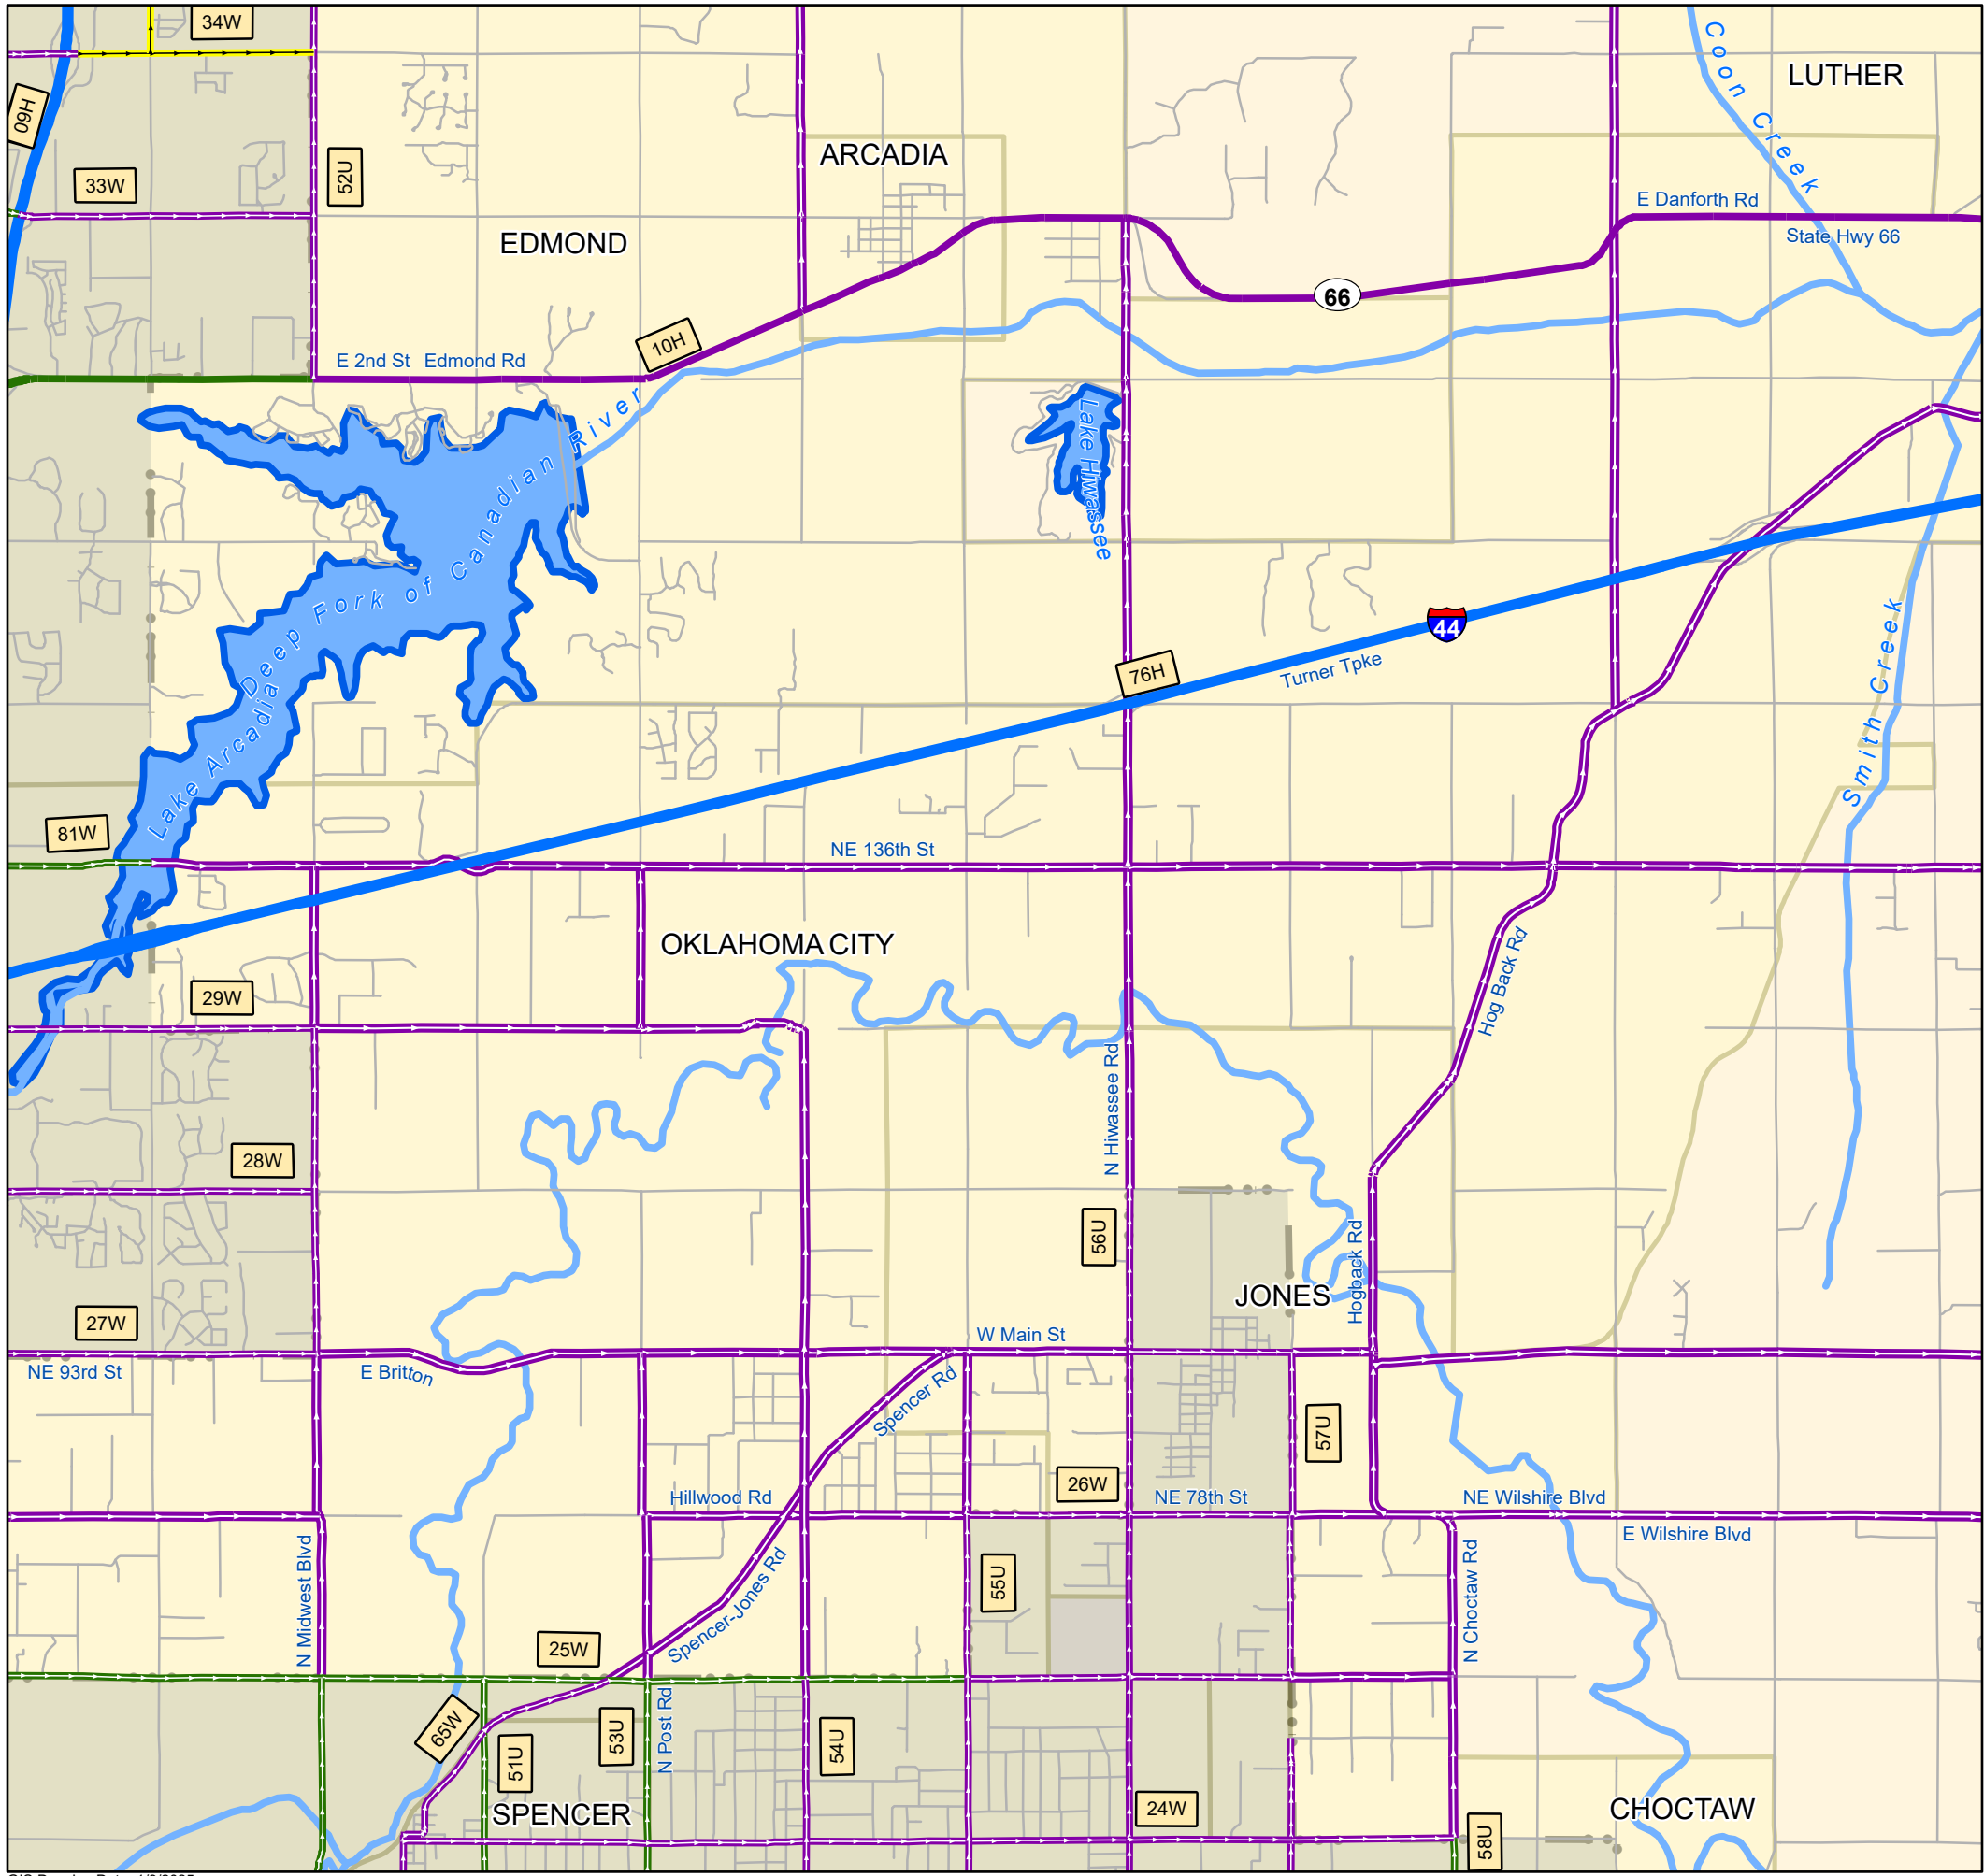 34W
Coon Creek
LUTHER
09H
ARCADIA
33W
52U
E Danforth Rd
State Hwy 66
EDMOND
66
10H
E 2nd St Edmond Rd
Lake Hiwassee
Deep Fork of Canadian River
44
76H
Turner Tpke
Smith Creek
Lake Arcadia
81W
NE 136th St
OKLAHOMA CITY
Hog Back Rd
29W
N Hiwassee Rd
28W
56U
Hogback Rd
JONES
27W
W Main St
NE 93rd St
E Britton
Spencer Rd
57U
26W
Hillwood Rd
NE 78th St
NE Wilshire Blvd
E Wilshire Blvd
N Midwest Blvd
Spencer-Jones Rd
55U
N Choctaw Rd
25W
65W
51U
53U
N Post Rd
54U
24W
SPENCER
CHOCTAW
58U